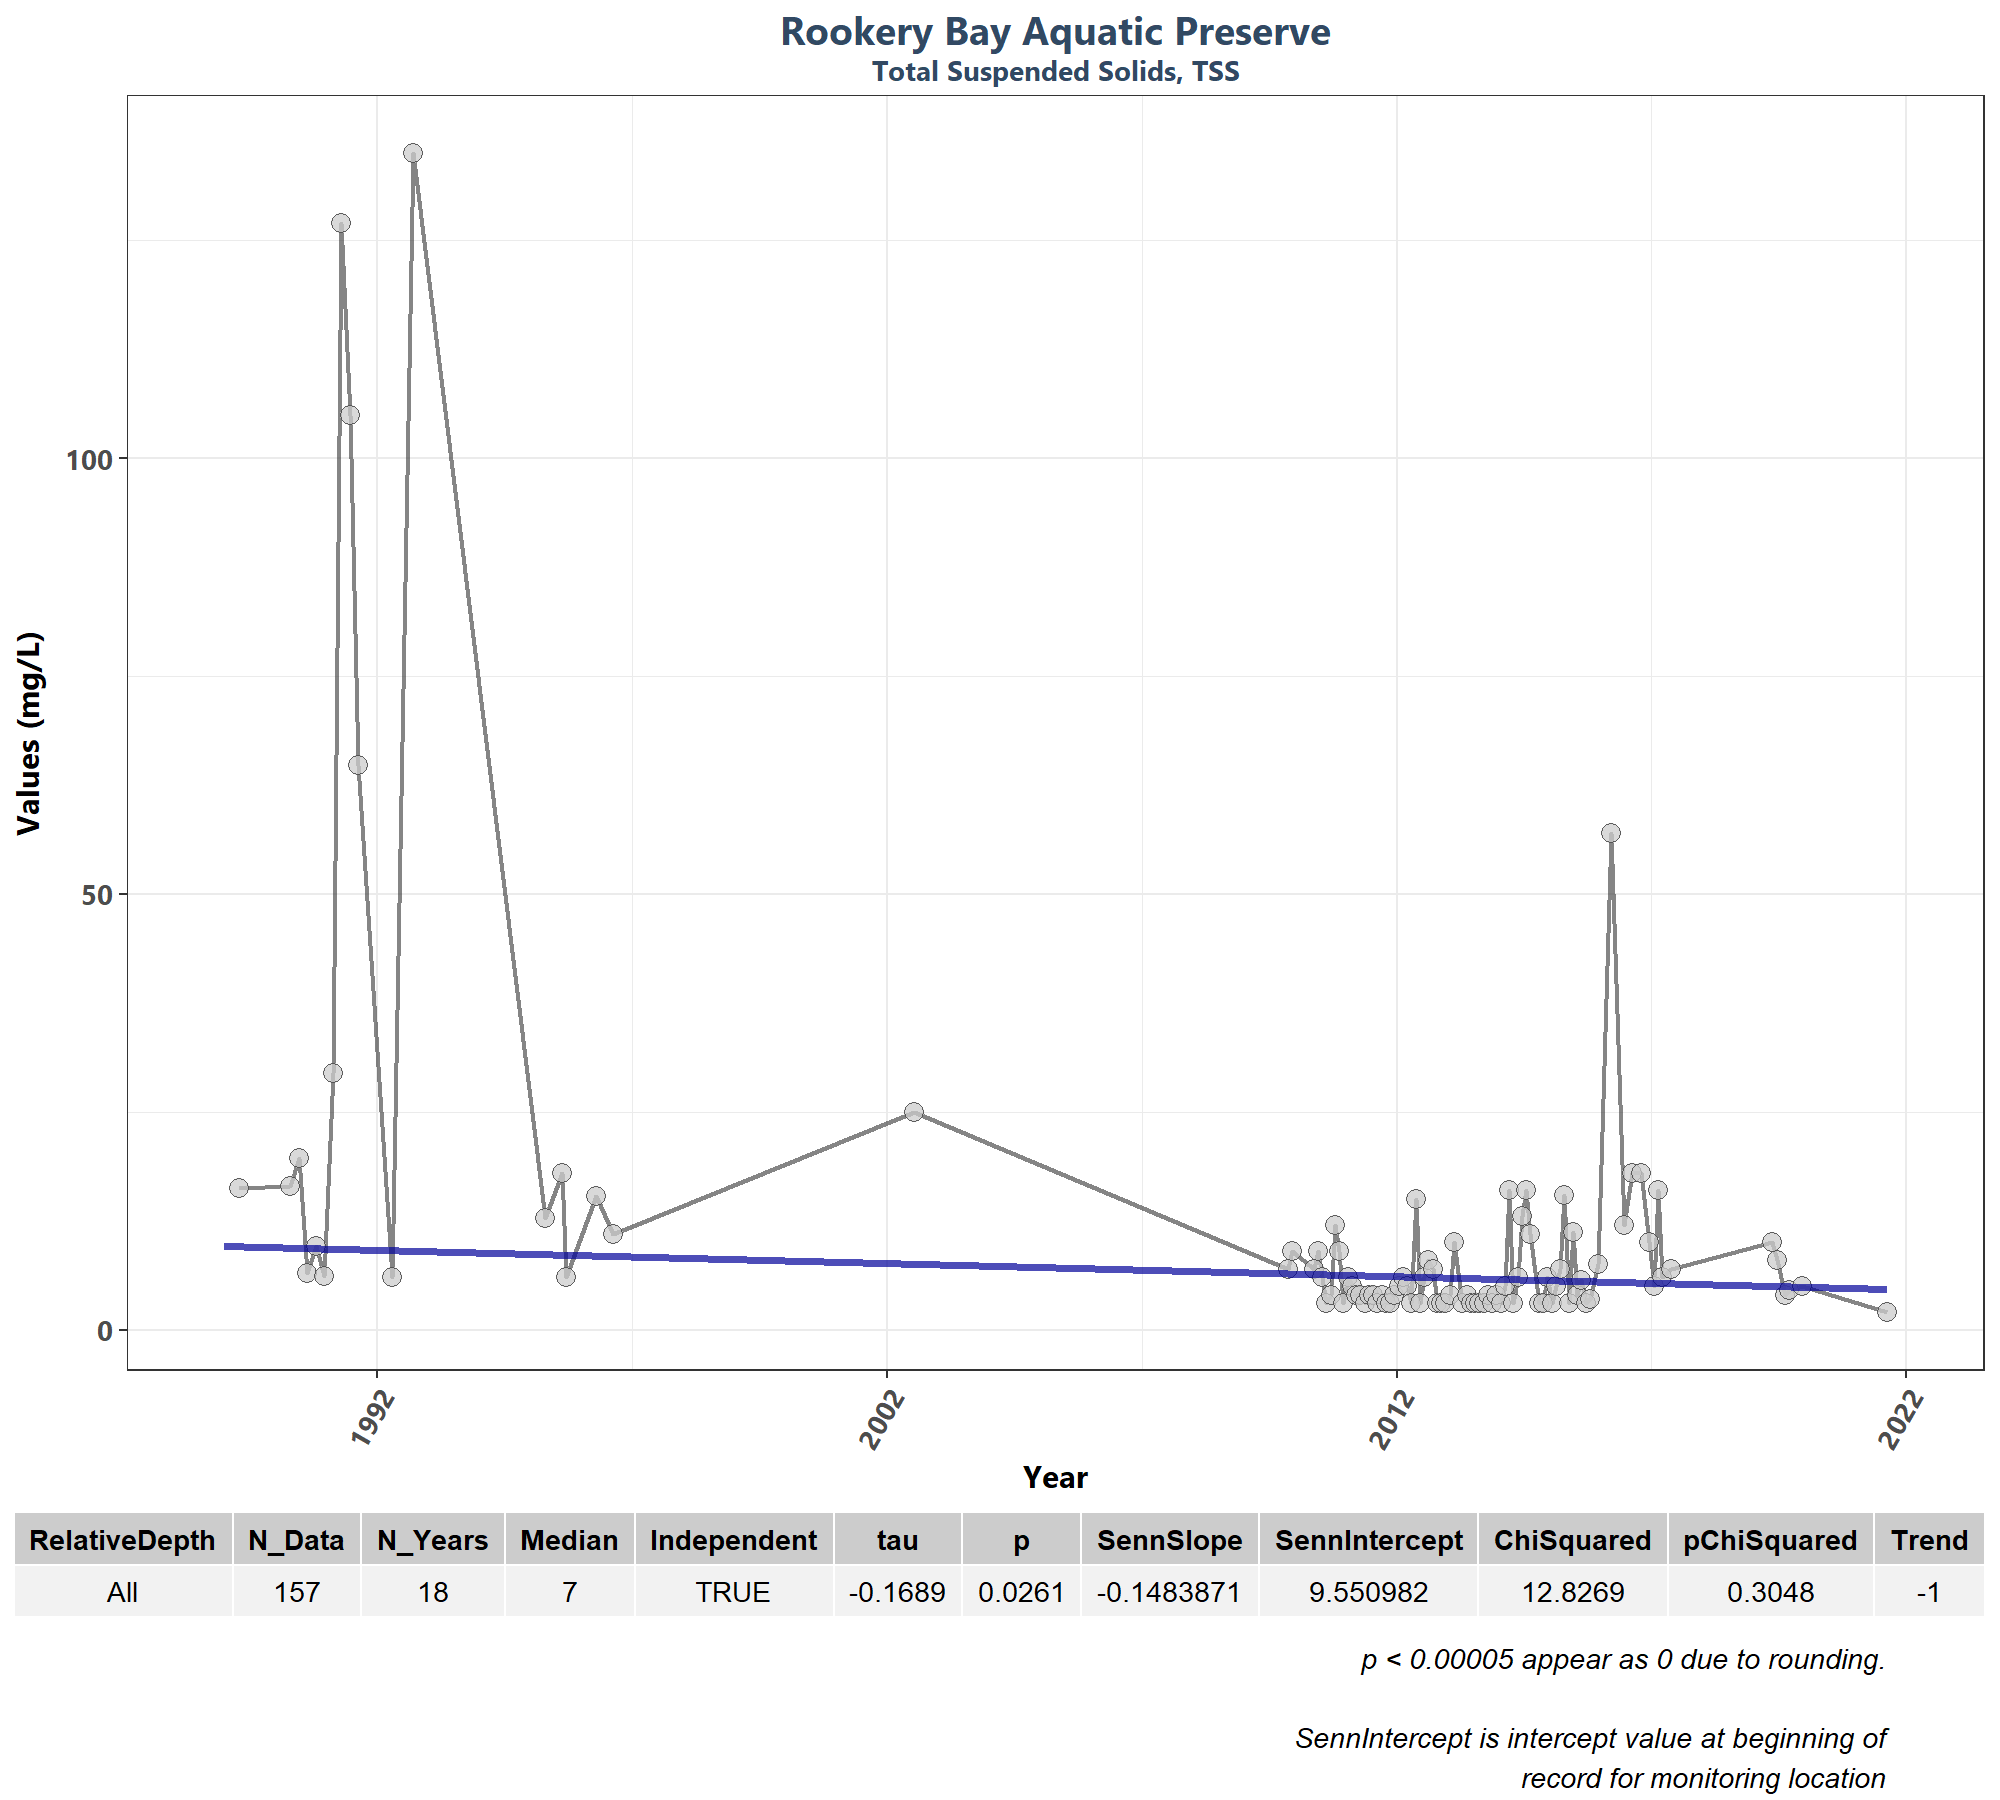 Rookery Bay Aquatic Preserve
Total Suspended Solids, TSS
Values (mg/L)
100
50
0
1992 2002 2012 2022
Year
RelativeDepth N_Data N_Years Median Independent tau p SennSlope SennIntercept ChiSquared pChiSquared Trend
All 157 18 7 TRUE -0.1689 0.0261 -0.1483871 9.550982 12.8269 0.3048 -1
p < 0.00005 appear as 0 due to rounding.
SennIntercept is intercept value at beginning of
record for monitoring location